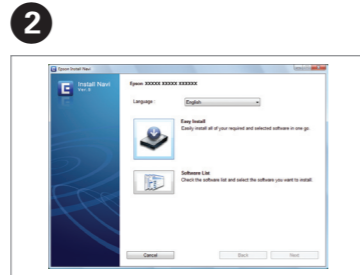 2
Epson Install Navi
Install Navi
Ver. 3
Epson XXXXX XXXXX XXXXXX
Language:
English
Easy Install
Easily install all of your required and selected software in one go.
Software List
Check the software list and select the software you want to install.
Cancel
Back
Next